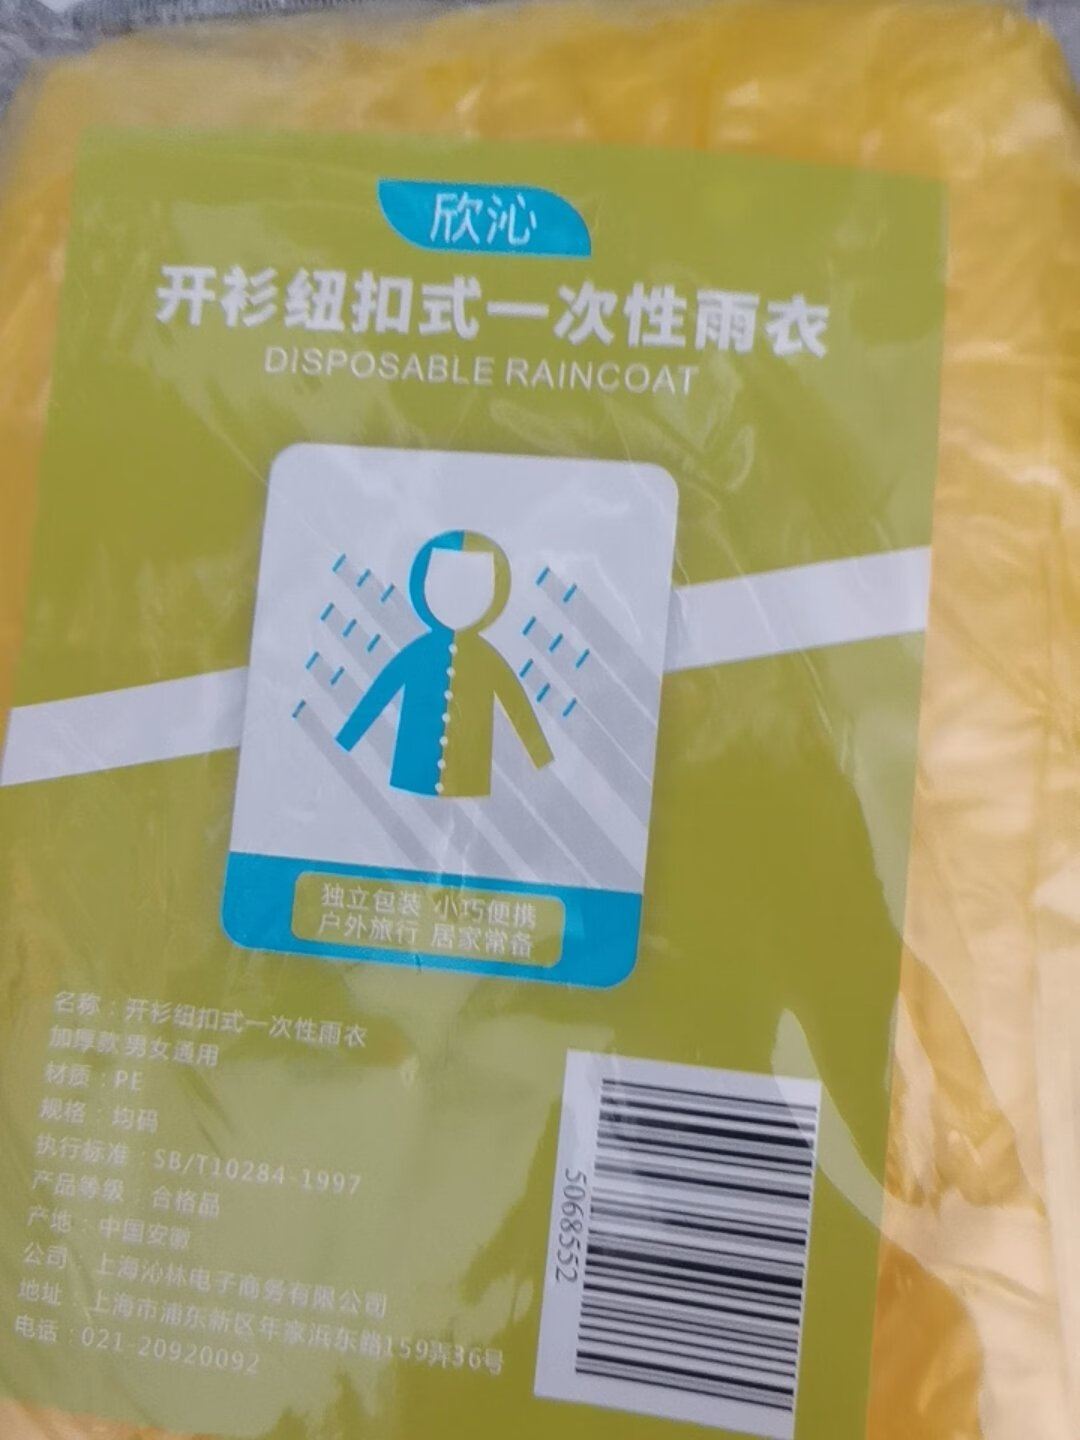 欣沁
开衫纽扣式一次性雨衣
DISPOSABLE RAINCOAT
独立包装 小巧便携
户外旅行 居家常备
名称：开衫纽扣式一次性雨衣
加厚款 男女通用
材质：PE
规格：均码
执行标准：SB/T10284-1997
产品等级：合格品
产地：中国安徽
公司：上海沁林电子商务有限公司
地址：上海市浦东新区年家浜东路159弄36号
电话：021-20920092
5068552